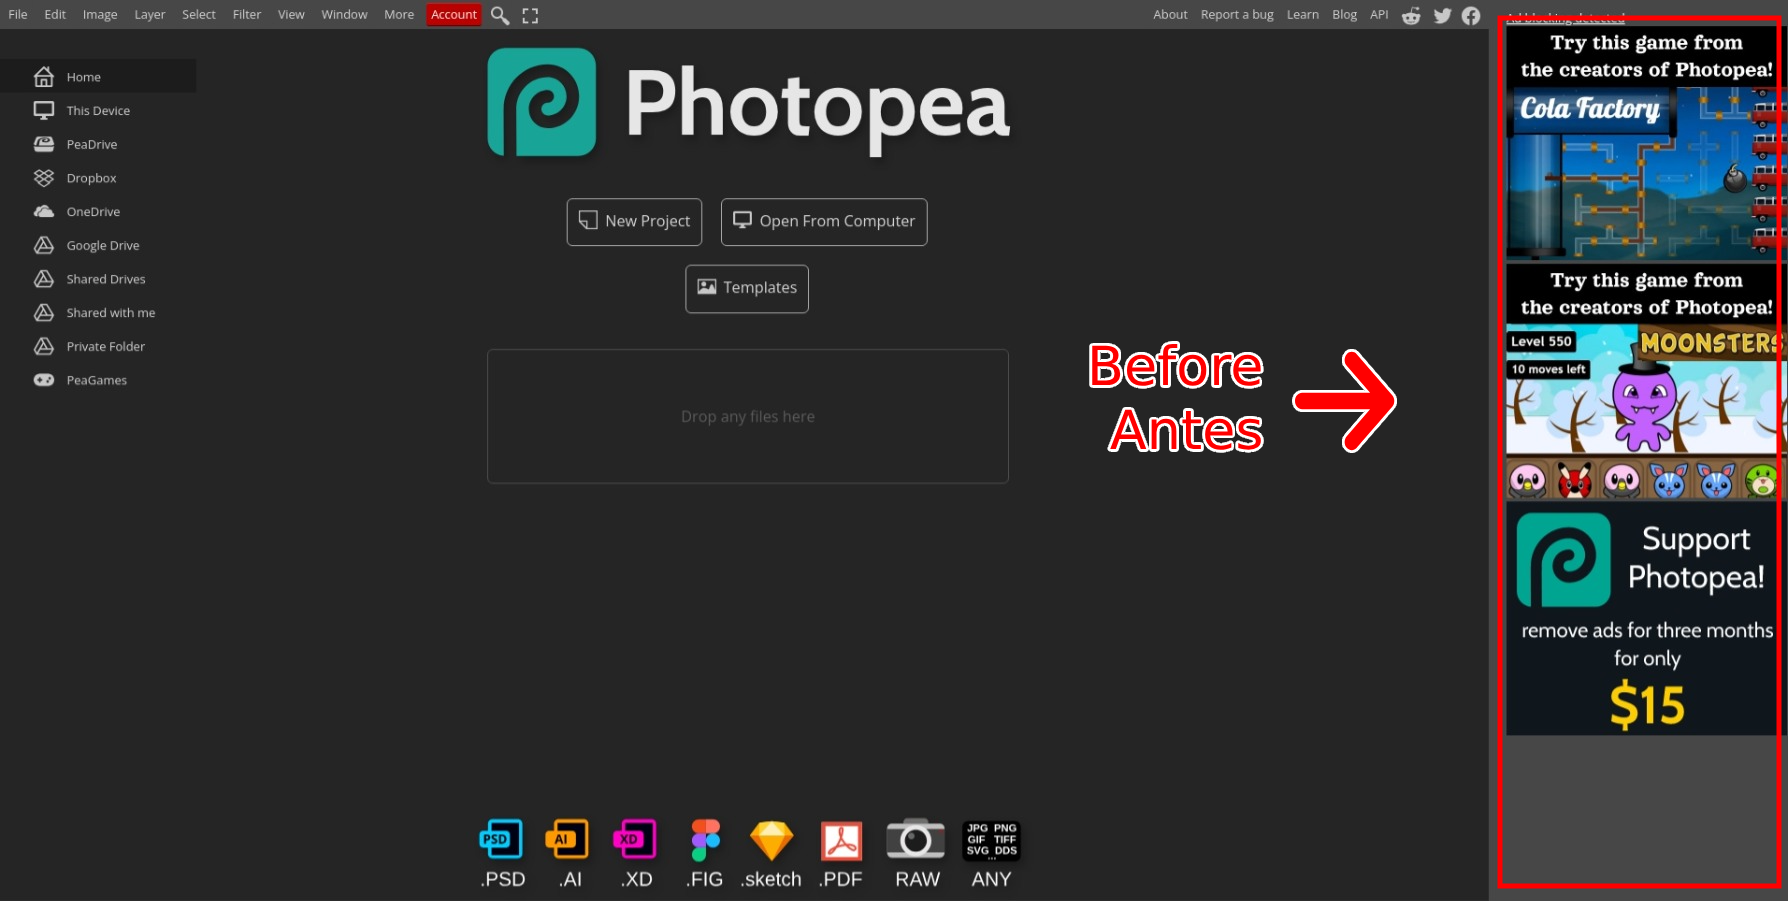 File Edit Image Layer Select Filter View Window More Account About Report a bug Learn Blog API
Ad blocking detected
Home
This Device
PeaDrive
Dropbox
OneDrive
Google Drive
Shared Drives
Shared with me
Private Folder
PeaGames
Photopea
New Project
Open From Computer
Templates
Drop any files here
Before
Antes
PSD
AI
XD
JPG PNG
GIF TIFF
SVG DDS
...
.PSD .AI .XD .FIG .sketch .PDF RAW ANY
Try this game from
the creators of Photopea!
Cola Factory
Try this game from
the creators of Photopea!
Level 550
MOONSTERS
10 moves left
Support
Photopea!
remove ads for three months
for only
$15